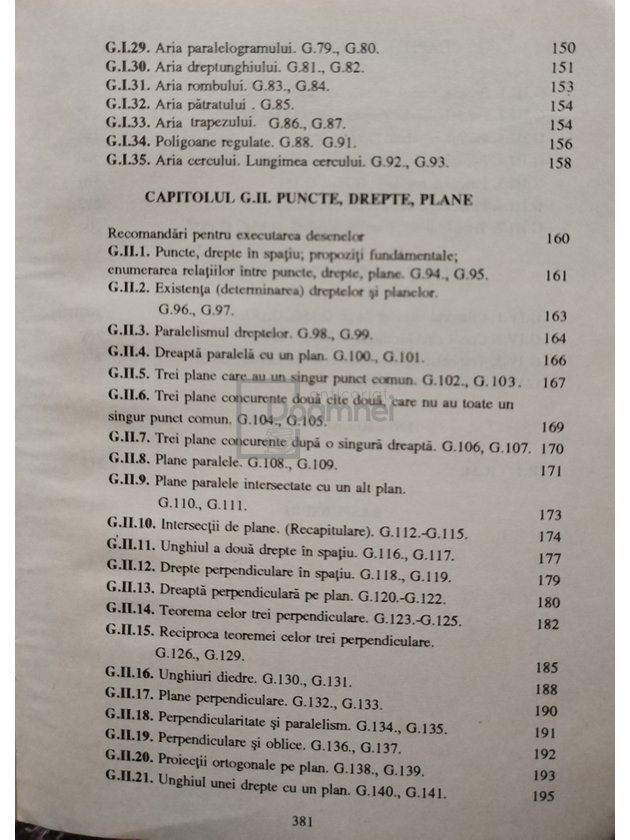 G.I.29. Aria paralelogramului. G.79., G.80. 150
G.I.30. Aria dreptunghiului. G.81., G.82. 151
G.I.31. Aria rombului. G.83., G.84. 153
G.I.32. Aria pătratului . G.85. 154
G.I.33. Aria trapezului. G.86., G.87. 154
G.I.34. Poligoane regulate. G.88. G.91. 156
G.I.35. Aria cercului. Lungimea cercului. G.92., G.93. 158
CAPITOLUL G.II. PUNCTE, DREPTE, PLANE
Recomandări pentru executarea desenelor 160
G.II.1. Puncte, drepte în spațiu; propoziți fundamentale;
enumerarea relațiilor între puncte, drepte, plane. G.94., G.95. 161
G.II.2. Existența (determinarea) dreptelor și planelor.
G.96., G.97. 163
G.II.3. Paralelismul dreptelor. G.98., G.99. 164
G.II.4. Dreaptă paralelă cu un plan. G.100., G.101. 166
G.II.5. Trei plane care au un singur punct comun. G.102., G.103. 167
G.II.6. Trei plane concurente două cîte două, care nu au toate un
singur punct comun. G.104., G.105. 169
G.II.7. Trei plane concurente după o singură dreaptă. G.106, G.107. 170
G.II.8. Plane paralele. G.108., G.109. 171
G.II.9. Plane paralele intersectate cu un alt plan.
G.110., G.111. 173
G.II.10. Intersecții de plane. (Recapitulare). G.112.-G.115. 174
G.II.11. Unghiul a două drepte în spațiu. G.116., G.117. 177
G.II.12. Drepte perpendiculare în spațiu. G.118., G.119. 179
G.II.13. Dreaptă perpendiculară pe plan. G.120.-G.122. 180
G.II.14. Teorema celor trei perpendiculare. G.123.-G.125. 182
G.II.15. Reciproca teoremei celor trei perpendiculare.
G.126., G.129. 185
G.II.16. Unghiuri diedre. G.130., G.131. 188
G.II.17. Plane perpendiculare. G.132., G.133. 190
G.II.18. Perpendicularitate și paralelism. G.134., G.135. 191
G.II.19. Perpendiculare și oblice. G.136., G.137. 192
G.II.20. Proiecții ortogonale pe plan. G.138., G.139. 193
G.II.21. Unghiul unei drepte cu un plan. G.140., G.141. 195
381